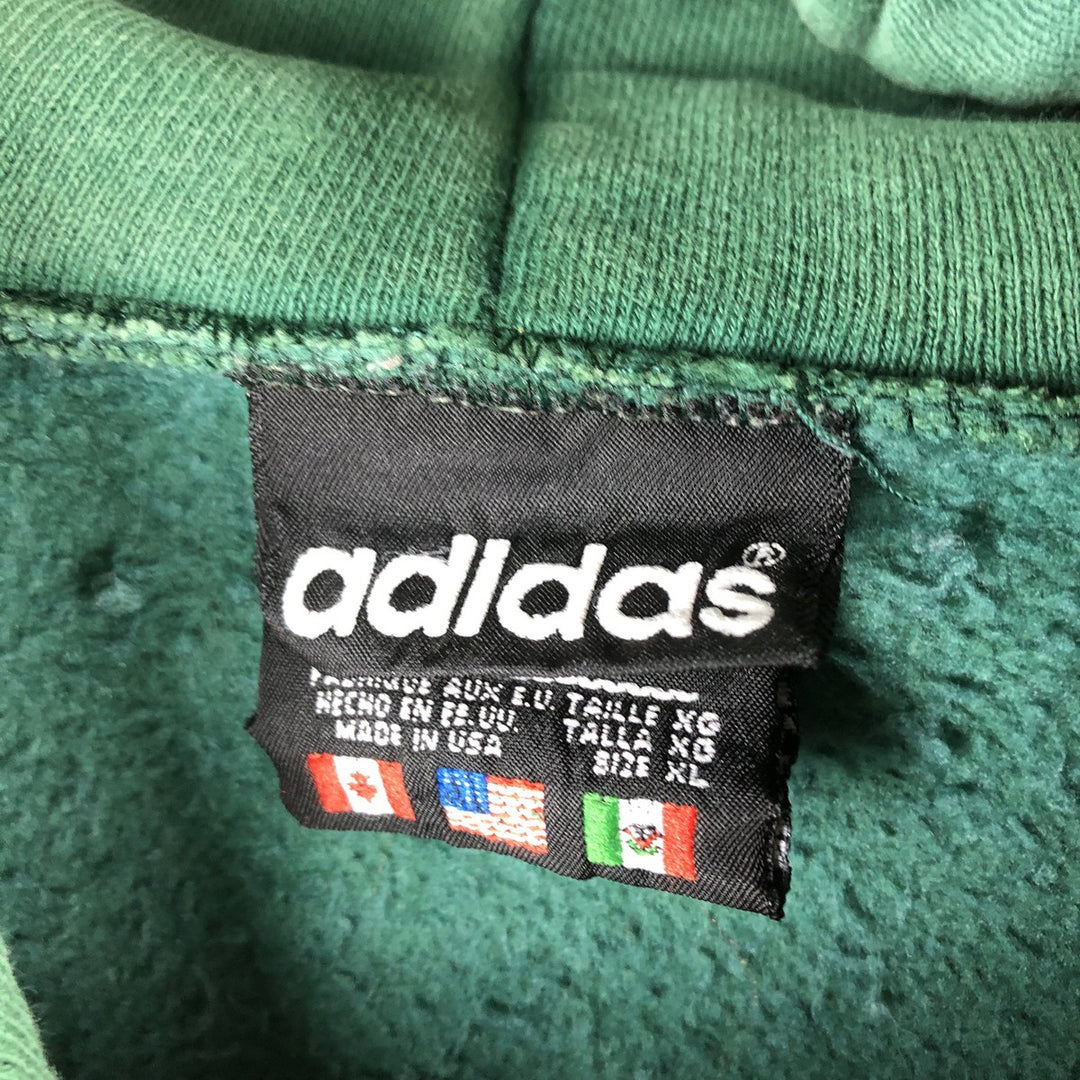 adidas®
FABRIQUE AUX E.U. TAILLE XG
HECHO EN EE.UU. TALLA XG
MADE IN USA SIZE XL